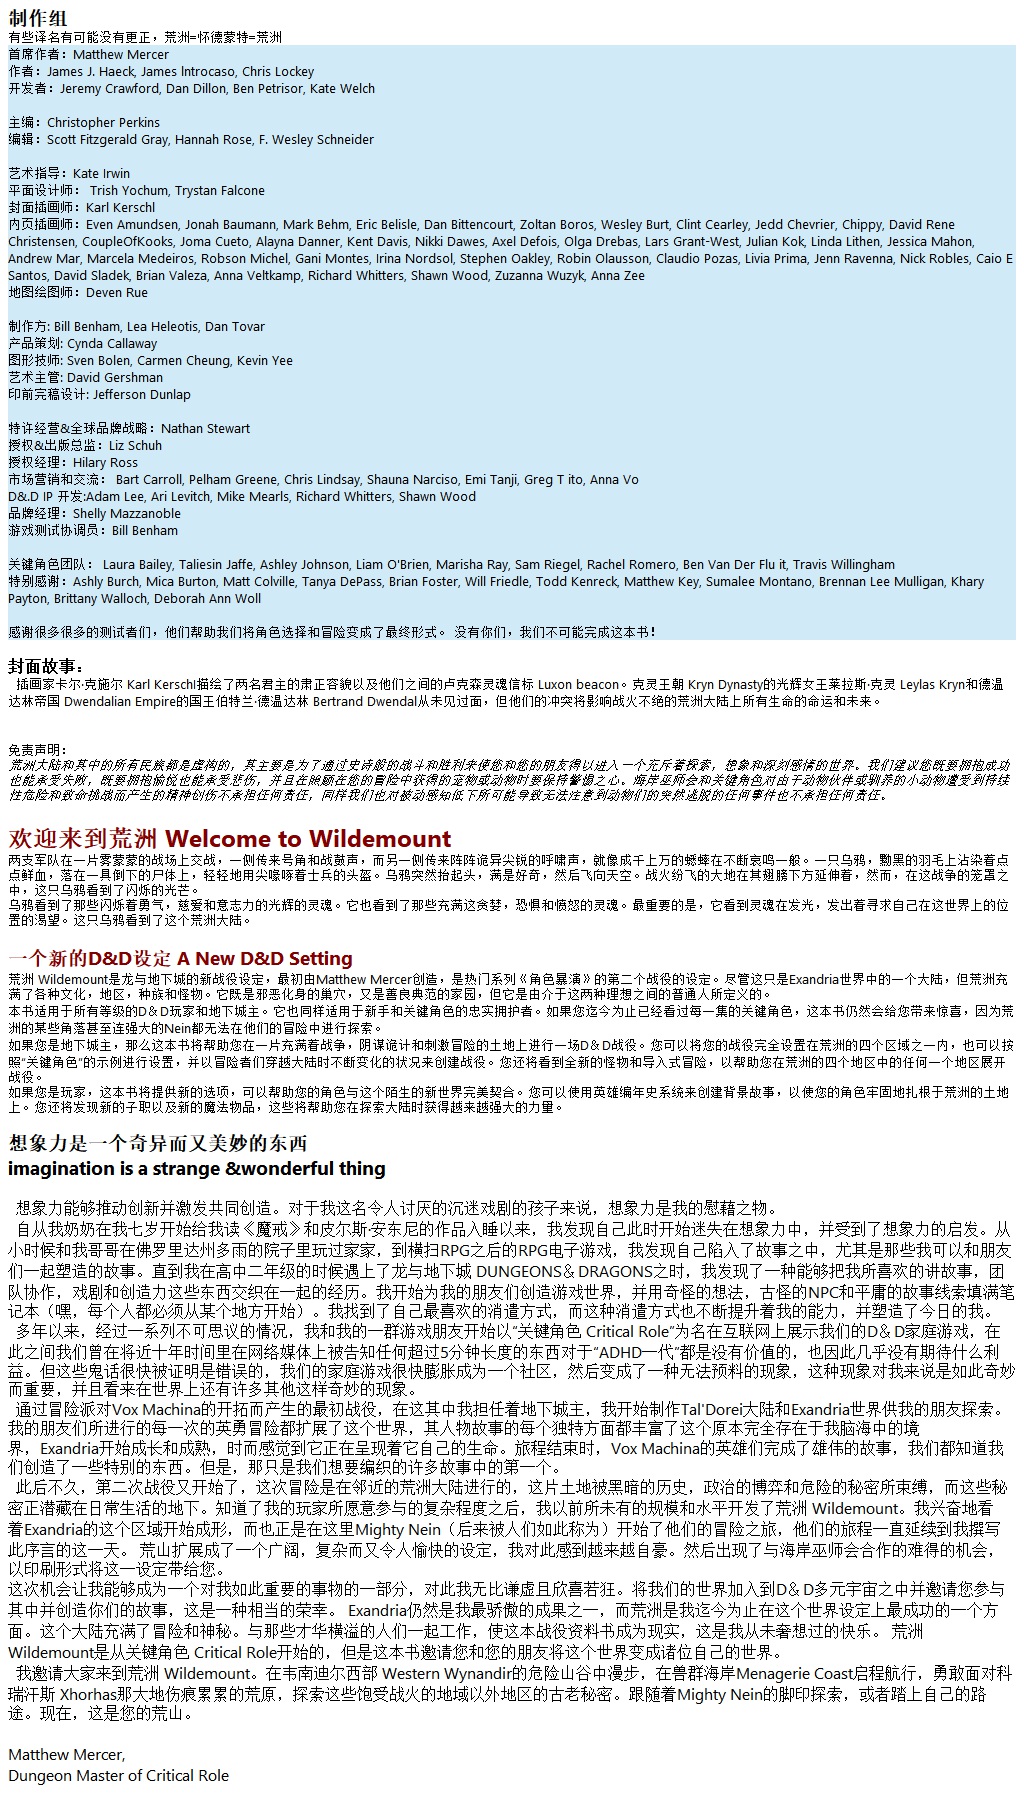 制作组
有些译名有可能没有更正，荒洲=怀德蒙特=荒洲
首席作者：Matthew Mercer
作者：James J. Haeck, James lntrocaso, Chris Lockey
开发者：Jeremy Crawford, Dan Dillon, Ben Petrisor, Kate Welch
主编：Christopher Perkins
编辑：Scott Fitzgerald Gray, Hannah Rose, F. Wesley Schneider
艺术指导：Kate Irwin
平面设计师： Trish Yochum, Trystan Falcone
封面插画师：Karl Kerschl
内页插画师：Even Amundsen, Jonah Baumann, Mark Behm, Eric Belisle, Dan Bittencourt, Zoltan Boros, Wesley Burt, Clint Cearley, Jedd Chevrier, Chippy, David Rene
Christensen, CoupleOfKooks, Joma Cueto, Alayna Danner, Kent Davis, Nikki Dawes, Axel Defois, Olga Drebas, Lars Grant-West, Julian Kok, Linda Lithen, Jessica Mahon,
Andrew Mar, Marcela Medeiros, Robson Michel, Gani Montes, Irina Nordsol, Stephen Oakley, Robin Olausson, Claudio Pozas, Livia Prima, Jenn Ravenna, Nick Robles, Caio E
Santos, David Sladek, Brian Valeza, Anna Veltkamp, Richard Whitters, Shawn Wood, Zuzanna Wuzyk, Anna Zee
地图绘图师：Deven Rue
制作方: Bill Benham, Lea Heleotis, Dan Tovar
产品策划: Cynda Callaway
图形技师: Sven Bolen, Carmen Cheung, Kevin Yee
艺术主管: David Gershman
印前完稿设计: Jefferson Dunlap
特许经营&全球品牌战略：Nathan Stewart
授权&出版总监：Liz Schuh
授权经理：Hilary Ross
市场营销和交流： Bart Carroll, Pelham Greene, Chris Lindsay, Shauna Narciso, Emi Tanji, Greg T ito, Anna Vo
D&.D IP 开发:Adam Lee, Ari Levitch, Mike Mearls, Richard Whitters, Shawn Wood
品牌经理：Shelly Mazzanoble
游戏测试协调员：Bill Benham
关键角色团队： Laura Bailey, Taliesin Jaffe, Ashley Johnson, Liam O'Brien, Marisha Ray, Sam Riegel, Rachel Romero, Ben Van Der Flu it, Travis Willingham
特别感谢：Ashly Burch, Mica Burton, Matt Colville, Tanya DePass, Brian Foster, Will Friedle, Todd Kenreck, Matthew Key, Sumalee Montano, Brennan Lee Mulligan, Khary
Payton, Brittany Walloch, Deborah Ann Woll
感谢很多很多的测试者们，他们帮助我们将角色选择和冒险变成了最终形式。 没有你们，我们不可能完成这本书！
封面故事：
插画家卡尔·克施尔 Karl Kerschl描绘了两名君主的肃正容貌以及他们之间的卢克森灵魂信标 Luxon beacon。克灵王朝 Kryn Dynasty的光辉女王莱拉斯·克灵 Leylas Kryn和德温
达林帝国 Dwendalian Empire的国王伯特兰·德温达林 Bertrand Dwendal从未见过面，但他们的冲突将影响战火不绝的荒洲大陆上所有生命的命运和未来。
免责声明：
荒洲大陆和其中的所有民族都是虚构的，其主要是为了通过史诗般的战斗和胜利来使您和您的朋友得以进入一个充斥着探索，想象和深刻感情的世界。我们建议您既要拥抱成功
也能承受失败，既要拥抱愉悦也能承受悲伤，并且在照顾在您的冒险中获得的宠物或动物时要保持警惕之心。海岸巫师会和关键角色对由于动物伙伴或驯养的小动物遭受到持续
性危险和致命挑战而产生的精神创伤不承担任何责任，同样我们也对被动感知低下所可能导致无法注意到动物们的突然逃脱的任何事件也不承担任何责任。
欢迎来到荒洲 Welcome to Wildemount
两支军队在一片雾蒙蒙的战场上交战，一侧传来号角和战鼓声，而另一侧传来阵阵诡异尖锐的呼啸声，就像成千上万的蟋蟀在不断哀鸣一般。一只乌鸦，黝黑的羽毛上沾染着点
点鲜血，落在一具倒下的尸体上，轻轻地用尖喙啄着士兵的头盔。乌鸦突然抬起头，满是好奇，然后飞向天空。战火纷飞的大地在其翅膀下方延伸着，然而，在这战争的笼罩之
中，这只乌鸦看到了闪烁的光芒。
乌鸦看到了那些闪烁着勇气，慈爱和意志力的光辉的灵魂。它也看到了那些充满这贪婪，恐惧和愤怒的灵魂。最重要的是，它看到灵魂在发光，发出着寻求自己在这世界上的位
置的渴望。这只乌鸦看到了这个荒洲大陆。
一个新的D&D设定 A New D&D Setting
荒洲 Wildemount是龙与地下城的新战役设定，最初由Matthew Mercer创造，是热门系列《角色暴演》的第二个战役的设定。尽管这只是Exandria世界中的一个大陆，但荒洲充
满了各种文化，地区，种族和怪物。它既是邪恶化身的巢穴，又是善良典范的家园，但它是由介于这两种理想之间的普通人所定义的。
本书适用于所有等级的D＆D玩家和地下城主。它也同样适用于新手和关键角色的忠实拥护者。如果您迄今为止已经看过每一集的关键角色，这本书仍然会给您带来惊喜，因为荒
洲的某些角落甚至连强大的Nein都无法在他们的冒险中进行探索。
如果您是地下城主，那么这本书将帮助您在一片充满着战争，阴谋诡计和刺激冒险的土地上进行一场D＆D战役。您可以将您的战役完全设置在荒洲的四个区域之一内，也可以按
照“关键角色”的示例进行设置，并以冒险者们穿越大陆时不断变化的状况来创建战役。您还将看到全新的怪物和导入式冒险，以帮助您在荒洲的四个地区中的任何一个地区展开
战役。
如果您是玩家，这本书将提供新的选项，可以帮助您的角色与这个陌生的新世界完美契合。您可以使用英雄编年史系统来创建背景故事，以使您的角色牢固地扎根于荒洲的土地
上。您还将发现新的子职以及新的魔法物品，这些将帮助您在探索大陆时获得越来越强大的力量。
想象力是一个奇异而又美妙的东西
imagination is a strange &wonderful thing
想象力能够推动创新并激发共同创造。对于我这名令人讨厌的沉迷戏剧的孩子来说，想象力是我的慰藉之物。
自从我奶奶在我七岁开始给我读《魔戒》和皮尔斯·安东尼的作品入睡以来，我发现自己此时开始迷失在想象力中，并受到了想象力的启发。从
小时候和我哥哥在佛罗里达州多雨的院子里玩过家家，到横扫RPG之后的RPG电子游戏，我发现自己陷入了故事之中，尤其是那些我可以和朋友
们一起塑造的故事。直到我在高中二年级的时候遇上了龙与地下城 DUNGEONS＆DRAGONS之时，我发现了一种能够把我所喜欢的讲故事，团
队协作，戏剧和创造力这些东西交织在一起的经历。我开始为我的朋友们创造游戏世界，并用奇怪的想法，古怪的NPC和平庸的故事线索填满笔
记本（嘿，每个人都必须从某个地方开始）。我找到了自己最喜欢的消遣方式，而这种消遣方式也不断提升着我的能力，并塑造了今日的我。
多年以来，经过一系列不可思议的情况，我和我的一群游戏朋友开始以“关键角色 Critical Role”为名在互联网上展示我们的D＆D家庭游戏，在
此之间我们曾在将近十年时间里在网络媒体上被告知任何超过5分钟长度的东西对于“ADHD一代”都是没有价值的，也因此几乎没有期待什么利
益。但这些鬼话很快被证明是错误的，我们的家庭游戏很快膨胀成为一个社区，然后变成了一种无法预料的现象，这种现象对我来说是如此奇妙
而重要，并且看来在世界上还有许多其他这样奇妙的现象。
通过冒险派对Vox Machina的开拓而产生的最初战役，在这其中我担任着地下城主，我开始制作Tal'Dorei大陆和Exandria世界供我的朋友探索。
我的朋友们所进行的每一次的英勇冒险都扩展了这个世界，其人物故事的每个独特方面都丰富了这个原本完全存在于我脑海中的境
界，Exandria开始成长和成熟，时而感觉到它正在呈现着它自己的生命。旅程结束时，Vox Machina的英雄们完成了雄伟的故事，我们都知道我
们创造了一些特别的东西。但是，那只是我们想要编织的许多故事中的第一个。
此后不久，第二次战役又开始了，这次冒险是在邻近的荒洲大陆进行的，这片土地被黑暗的历史，政治的博弈和危险的秘密所束缚，而这些秘
密正潜藏在日常生活的地下。知道了我的玩家所愿意参与的复杂程度之后，我以前所未有的规模和水平开发了荒洲 Wildemount。我兴奋地看
着Exandria的这个区域开始成形，而也正是在这里Mighty Nein（后来被人们如此称为）开始了他们的冒险之旅，他们的旅程一直延续到我撰写
此序言的这一天。 荒山扩展成了一个广阔，复杂而又令人愉快的设定，我对此感到越来越自豪。然后出现了与海岸巫师会合作的难得的机会，
以印刷形式将这一设定带给您。
这次机会让我能够成为一个对我如此重要的事物的一部分，对此我无比谦虚且欣喜若狂。将我们的世界加入到D＆D多元宇宙之中并邀请您参与
其中并创造你们的故事，这是一种相当的荣幸。 Exandria仍然是我最骄傲的成果之一，而荒洲是我迄今为止在这个世界设定上最成功的一个方
面。这个大陆充满了冒险和神秘。与那些才华横溢的人们一起工作，使这本战役资料书成为现实，这是我从未奢想过的快乐。 荒洲
Wildemount是从关键角色 Critical Role开始的，但是这本书邀请您和您的朋友将这个世界变成诸位自己的世界。
我邀请大家来到荒洲 Wildemount。在韦南迪尔西部 Western Wynandir的危险山谷中漫步，在兽群海岸Menagerie Coast启程航行，勇敢面对科
瑞汗斯 Xhorhas那大地伤痕累累的荒原，探索这些饱受战火的地域以外地区的古老秘密。跟随着Mighty Nein的脚印探索，或者踏上自己的路
途。现在，这是您的荒山。
Matthew Mercer,
Dungeon Master of Critical Role